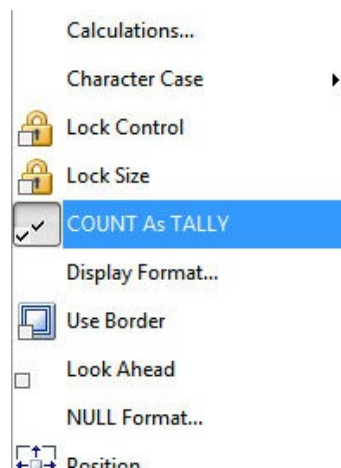 Calculations...
Character Case
Lock Control
Lock Size
COUNT As TALLY
Display Format...
Use Border
Look Ahead
NULL Format...
Position